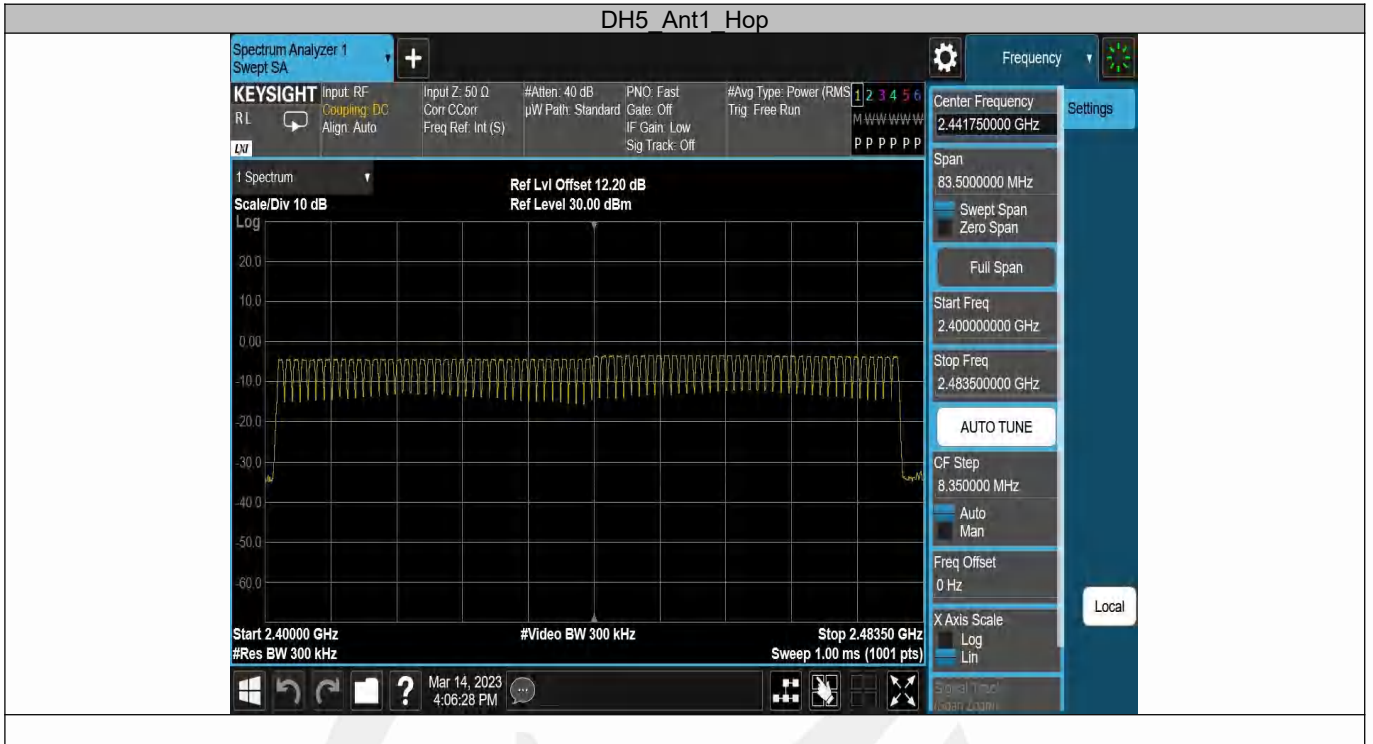 DH5_Ant1_Hop
Spectrum Analyzer 1
Swept SA
+
Frequency
KEYSIGHT
RL
LXI
Input: RF
Coupling: DC
Align: Auto
Input Z: 50 Ω
Corr CCorr
Freq Ref: Int (S)
#Atten: 40 dB
µW Path: Standard
PNO: Fast
Gate: Off
IF Gain: Low
Sig Track: Off
#Avg Type: Power (RMS
Trig: Free Run
1 2 3 4 5 6
M W W W W W
P P P P P P
Center Frequency
2.441750000 GHz
Settings
Span
83.5000000 MHz
Swept Span
Zero Span
Full Span
Start Freq
2.400000000 GHz
Stop Freq
2.483500000 GHz
AUTO TUNE
CF Step
8.350000 MHz
Auto
Man
Freq Offset
0 Hz
X Axis Scale
Log
Lin
Signal Track
(Span Zoom)
Local
1 Spectrum
Scale/Div 10 dB
Ref Lvl Offset 12.20 dB
Ref Level 30.00 dBm
Log
20.0
10.0
0.00
-10.0
-20.0
-30.0
-40.0
-50.0
-60.0
Start 2.40000 GHz
#Res BW 300 kHz
#Video BW 300 kHz
Stop 2.48350 GHz
Sweep 1.00 ms (1001 pts)
?
Mar 14, 2023
4:06:28 PM